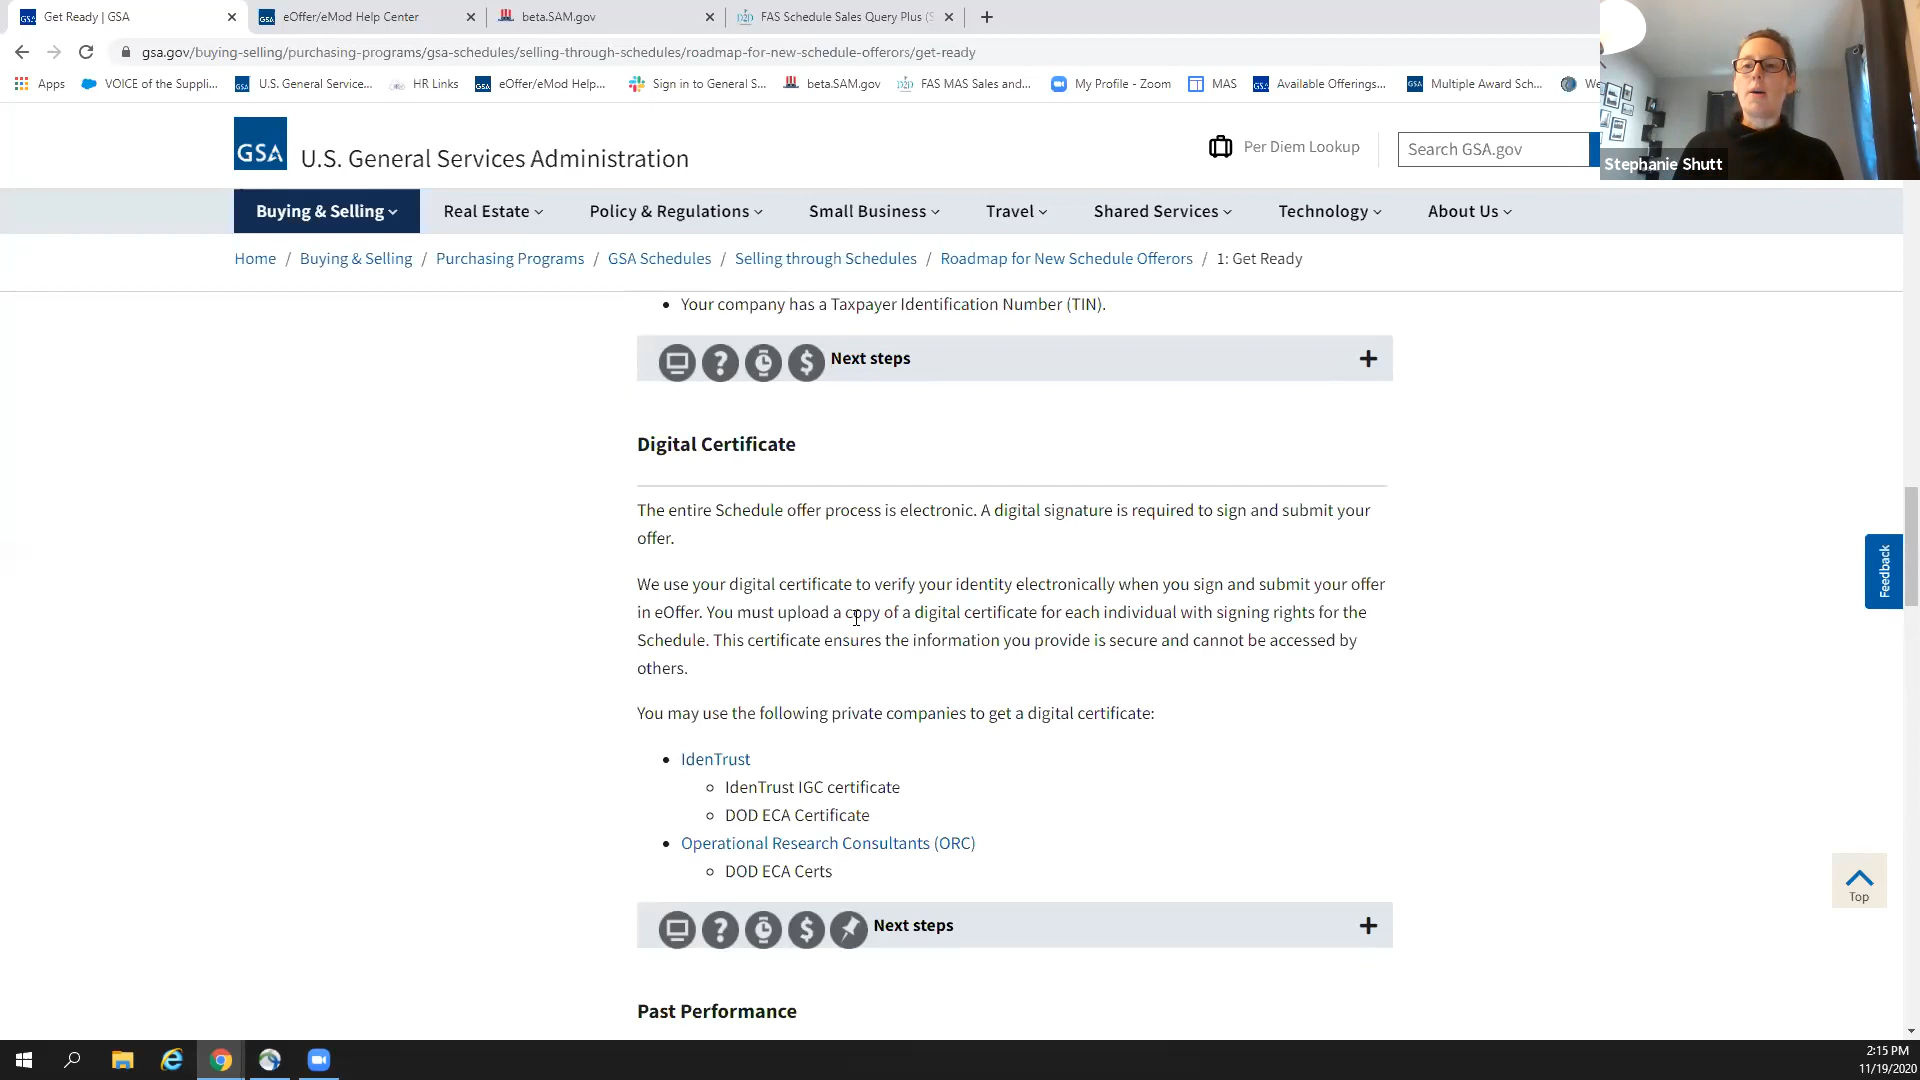 Get Ready | GSA
eOffer/eMod Help Center
beta.SAM.gov
FAS Schedule Sales Query Plus (S
gsa.gov/buying-selling/purchasing-programs/gsa-schedules/selling-through-schedules/roadmap-for-new-schedule-offerors/get-ready
Apps
VOICE of the Suppli...
U.S. General Service...
HR Links
eOffer/eMod Help...
Sign in to General S...
beta.SAM.gov
FAS MAS Sales and...
My Profile - Zoom
MAS
Available Offerings...
Multiple Award Sch...
We
Stephanie Shutt
GSA
U.S. General Services Administration
Per Diem Lookup
Search GSA.gov
Buying & Selling
Real Estate
Policy & Regulations
Small Business
Travel
Shared Services
Technology
About Us
Home / Buying & Selling / Purchasing Programs / GSA Schedules / Selling through Schedules / Roadmap for New Schedule Offerors / 1: Get Ready
Your company has a Taxpayer Identification Number (TIN).
Next steps
Digital Certificate
The entire Schedule offer process is electronic. A digital signature is required to sign and submit your
offer.
We use your digital certificate to verify your identity electronically when you sign and submit your offer
in eOffer. You must upload a copy of a digital certificate for each individual with signing rights for the
Schedule. This certificate ensures the information you provide is secure and cannot be accessed by
others.
You may use the following private companies to get a digital certificate:
IdenTrust
IdenTrust IGC certificate
DOD ECA Certificate
Operational Research Consultants (ORC)
DOD ECA Certs
Next steps
Past Performance
Feedback
Top
2:15 PM
11/19/2020